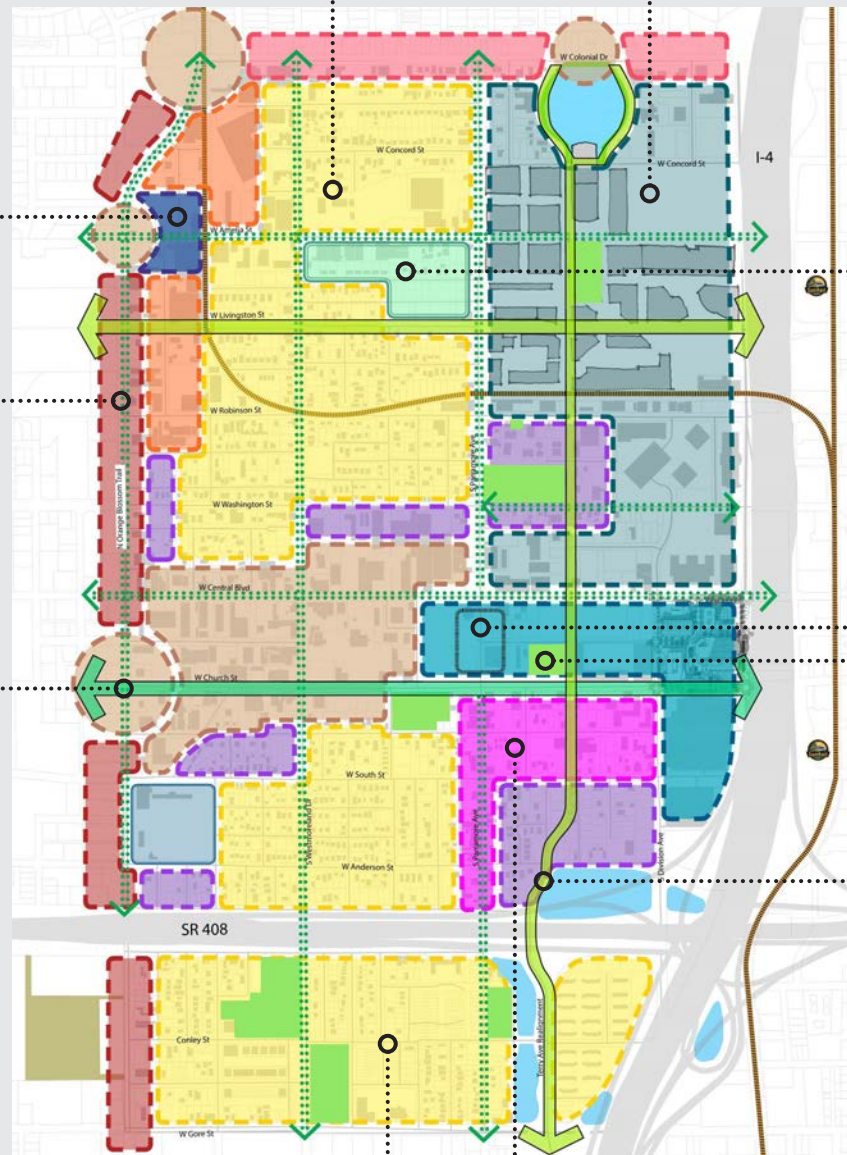 W Colonial Dr
W Concord St
W Concord St
I-4
W Amelia St
W Livingston St
W Robinson St
S Parramore Ave
N Orange Blossom Trail
W Washington St
W Central Blvd
W Church St
W South St
S Westmoreland Dr
S Parramore Ave
W Anderson St
S Division Ave
SR 408
Conley St
Terry Ave Realignment
W Gore St